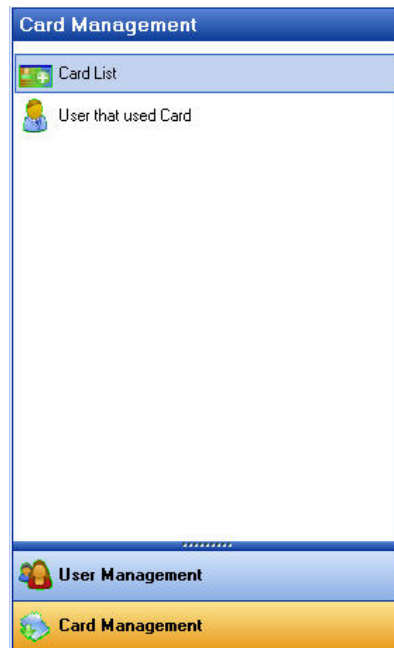 Card Management
Card List
User that used Card
User Management
Card Management